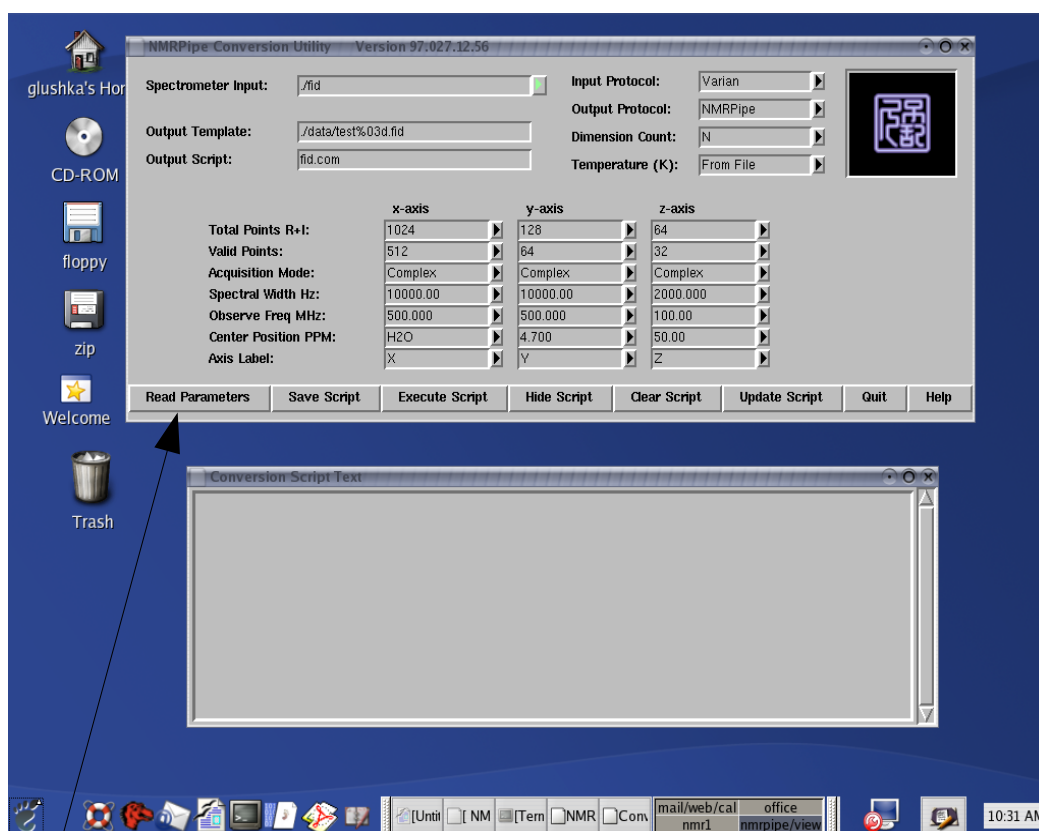 NMRPipe Conversion Utility Version 97.027.12.56
glushka's Hor
Spectrometer Input: ./fid
Input Protocol: Varian
Output Protocol: NMRPipe
Output Template: ./data/test%03d.fid
Dimension Count: N
Output Script: fid.com
Temperature (K): From File
CD-ROM
floppy
zip
Welcome
Trash
x-axis y-axis z-axis
Total Points R+I: 1024 128 64
Valid Points: 512 64 32
Acquisition Mode: Complex Complex Complex
Spectral Width Hz: 10000.00 10000.00 2000.000
Observe Freq MHz: 500.000 500.000 100.00
Center Position PPM: H2O 4.700 50.00
Axis Label: X Y Z
Read Parameters Save Script Execute Script Hide Script Clear Script Update Script Quit Help
Conversion Script Text
[Untit [ NM [Tern NMR Conv
mail/web/cal office
nmr1 nmrpipe/view
10:31 AM